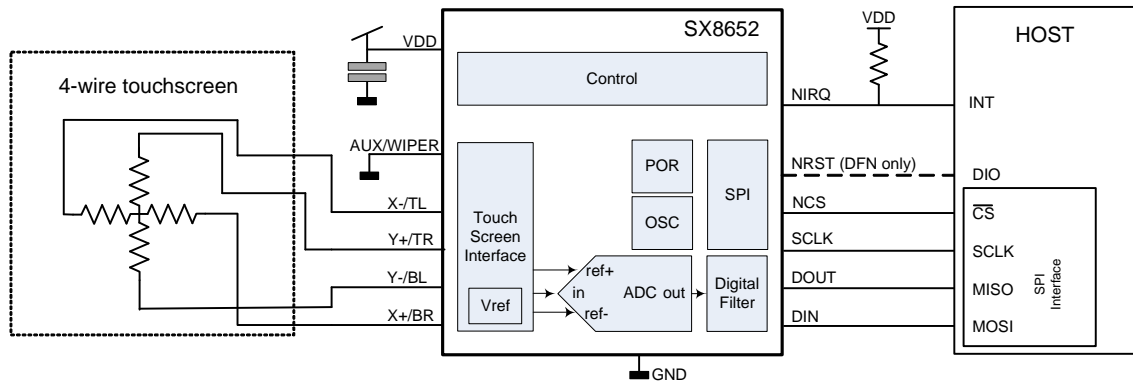 4-wire touchscreen
VDD
AUX/WIPER
X-/TL
Y+/TR
Y-/BL
X+/BR
SX8652
Control
Touch
Screen
Interface
Vref
POR
OSC
SPI
ref+
in
ref-
ADC out
Digital
Filter
GND
VDD
NIRQ
NRST (DFN only)
NCS
SCLK
DOUT
DIN
HOST
INT
DIO
CS
SCLK
MISO
MOSI
SPI
Interface